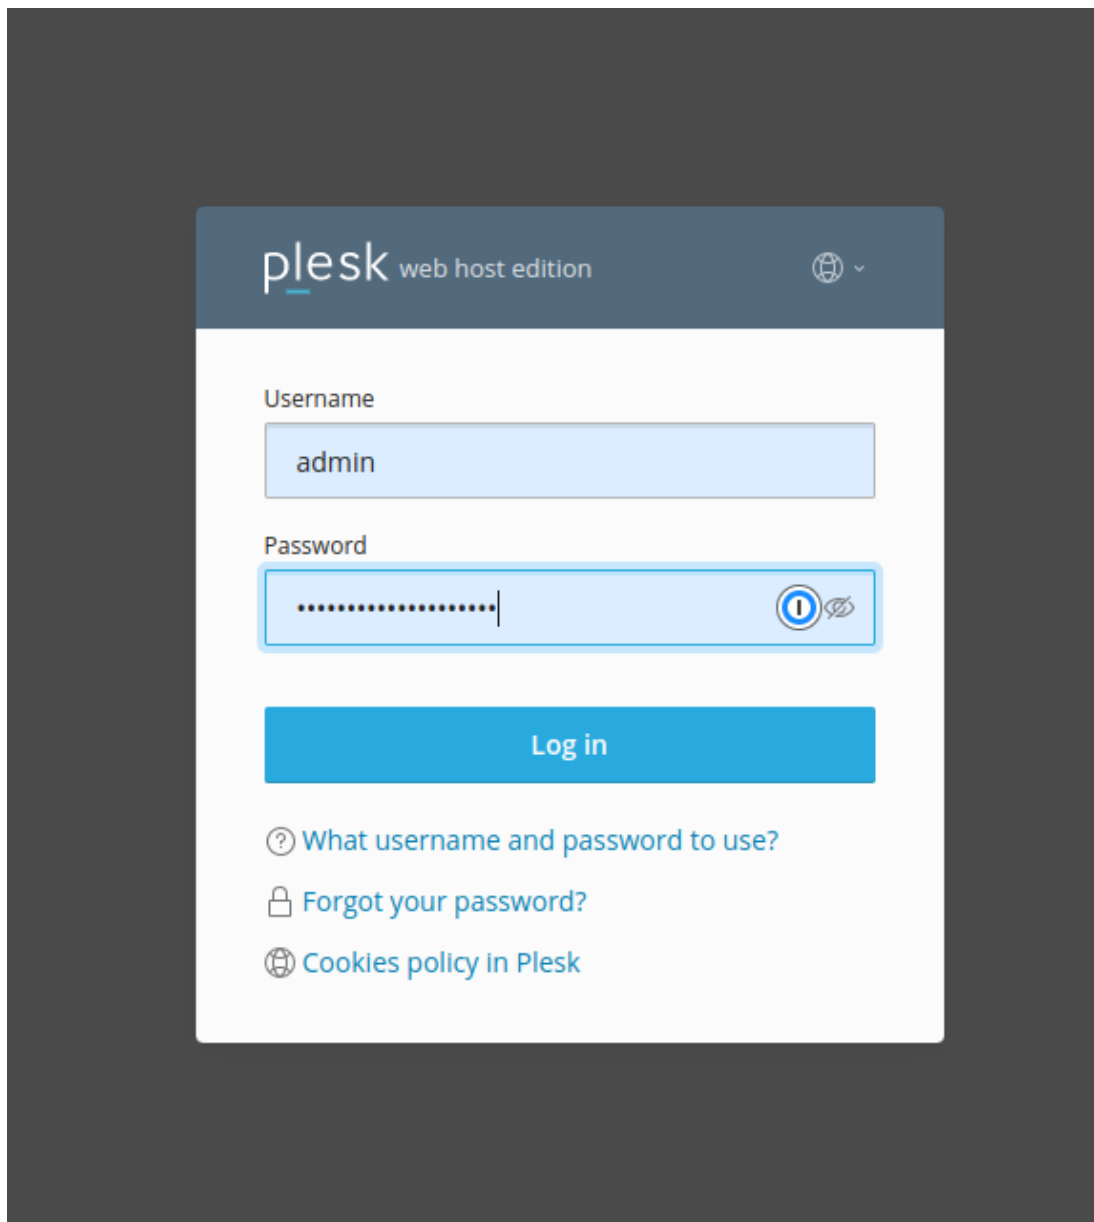 plesk web host edition
Username
admin
Password
••••••••••••••••••••
Log in
What username and password to use?
Forgot your password?
Cookies policy in Plesk